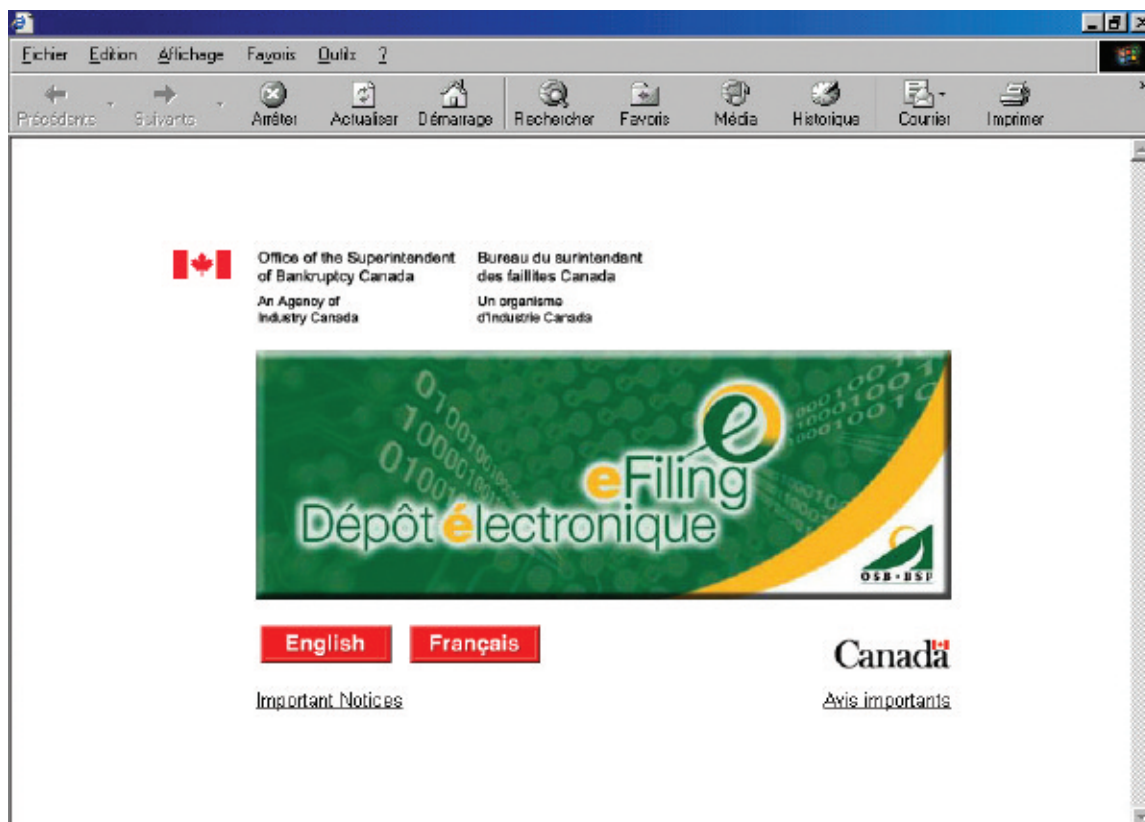 Fichier Edition Affichage Favoris Outils ?
Précédente Suivante Arrêter Actualiser Démarrage Rechercher Favoris Média Historique Courrier Imprimer
Office of the Superintendent of Bankruptcy Canada
An Agency of Industry Canada
Bureau du surintendant des faillites Canada
Un organisme d'Industrie Canada
eFiling
Dépôt électronique
e
OSB·BSF
English Français
Canada
Important Notices Avis importants